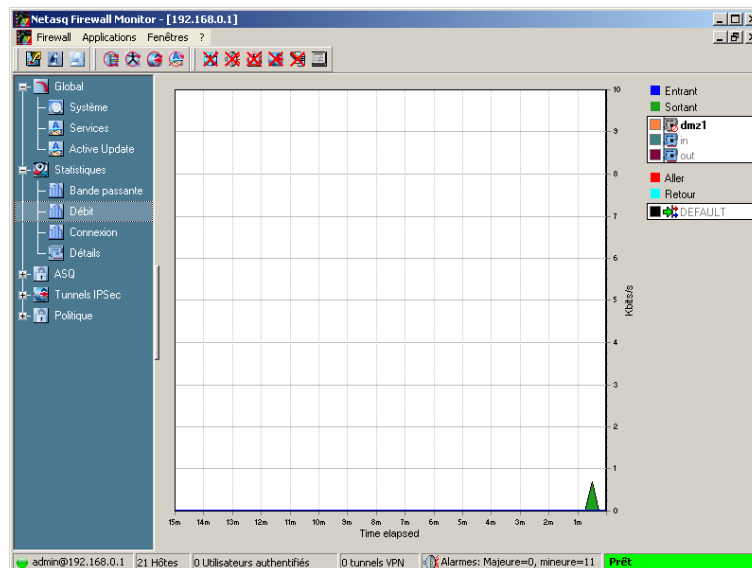 Netasq Firewall Monitor - [192.168.0.1]
Firewall Applications Fenêtres ?
Global
Système
Services
Active Update
Statistiques
Bande passante
Débit
Connexion
Détails
ASQ
Tunnels IPSec
Politique
10
9
8
7
6
5
4
3
2
1
0
Kbits/s
15m 14m 13m 12m 11m 10m 9m 8m 7m 6m 5m 4m 3m 2m 1m
Time elapsed
Entrant
Sortant
dmz1
in
out
Aller
Retour
DEFAULT
admin@192.168.0.1 21 Hôtes 0 Utilisateurs authentifiés 0 tunnels VPN Alarmes: Majeure=0, mineure=11 Prêt